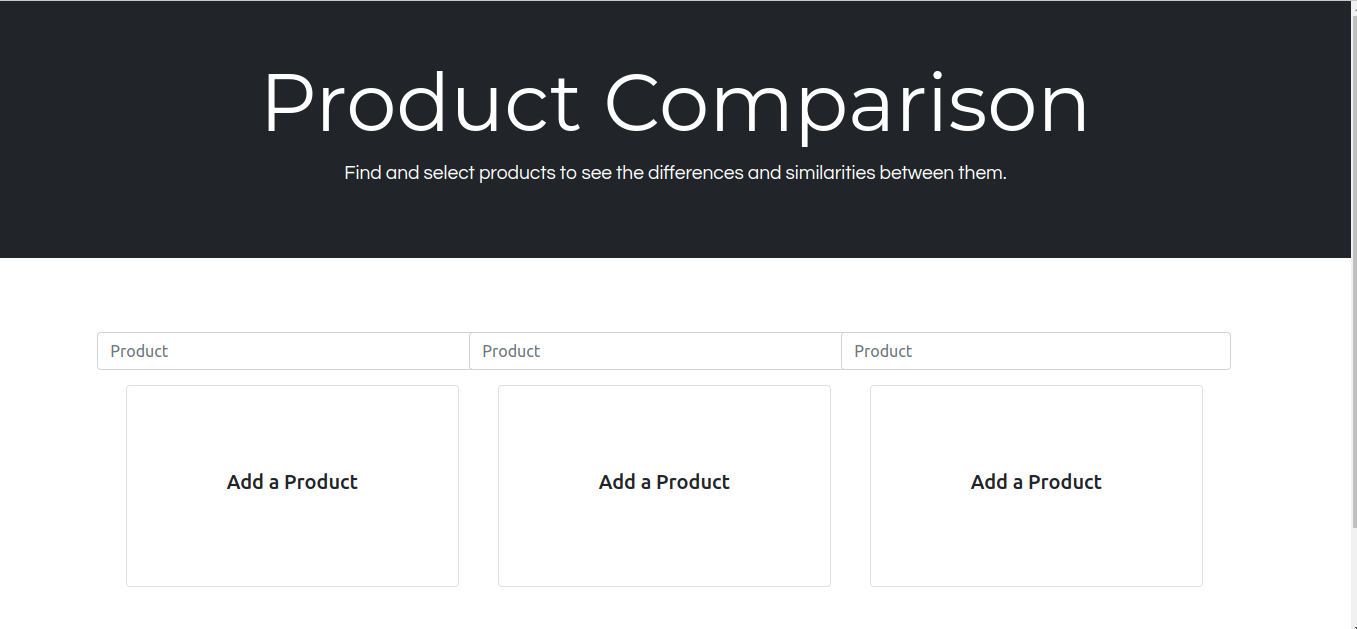 Product Comparison
Find and select products to see the differences and similarities between them.
Product
Product
Product
Add a Product
Add a Product
Add a Product